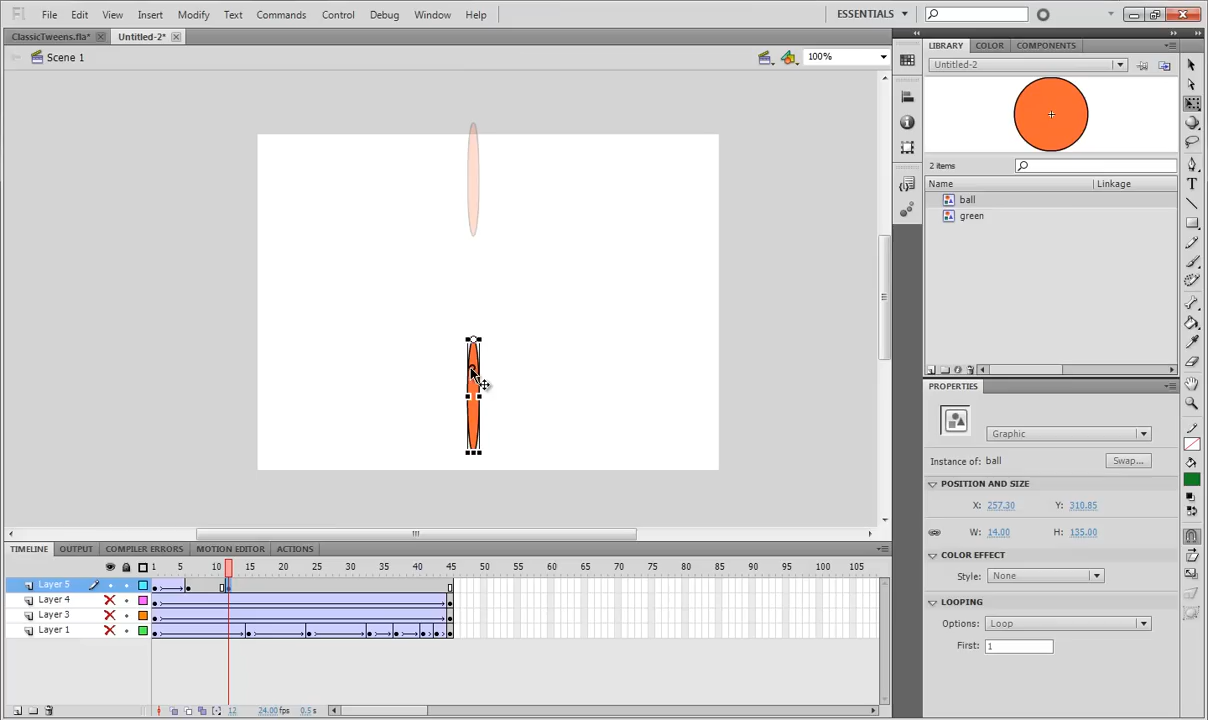 Fl File Edit View Insert Modify Text Commands Control Debug Window Help ESSENTIALS
ClassicTweens.fla* Untitled-2*
Scene 1 100%
LIBRARY COLOR COMPONENTS
Untitled-2
2 items
Name Linkage
ball
green
PROPERTIES
Graphic
Instance of: ball Swap...
POSITION AND SIZE
X: 257.30 Y: 310.85
W: 14.00 H: 135.00
COLOR EFFECT
Style: None
LOOPING
Options: Loop
First: 1
TIMELINE OUTPUT COMPILER ERRORS MOTION EDITOR ACTIONS
1 5 10 15 20 25 30 35 40 45 50 55 60 65 70 75 80 85 90 95 100 105
Layer 5
Layer 4
Layer 3
Layer 1
12 24.00fps 0.5s